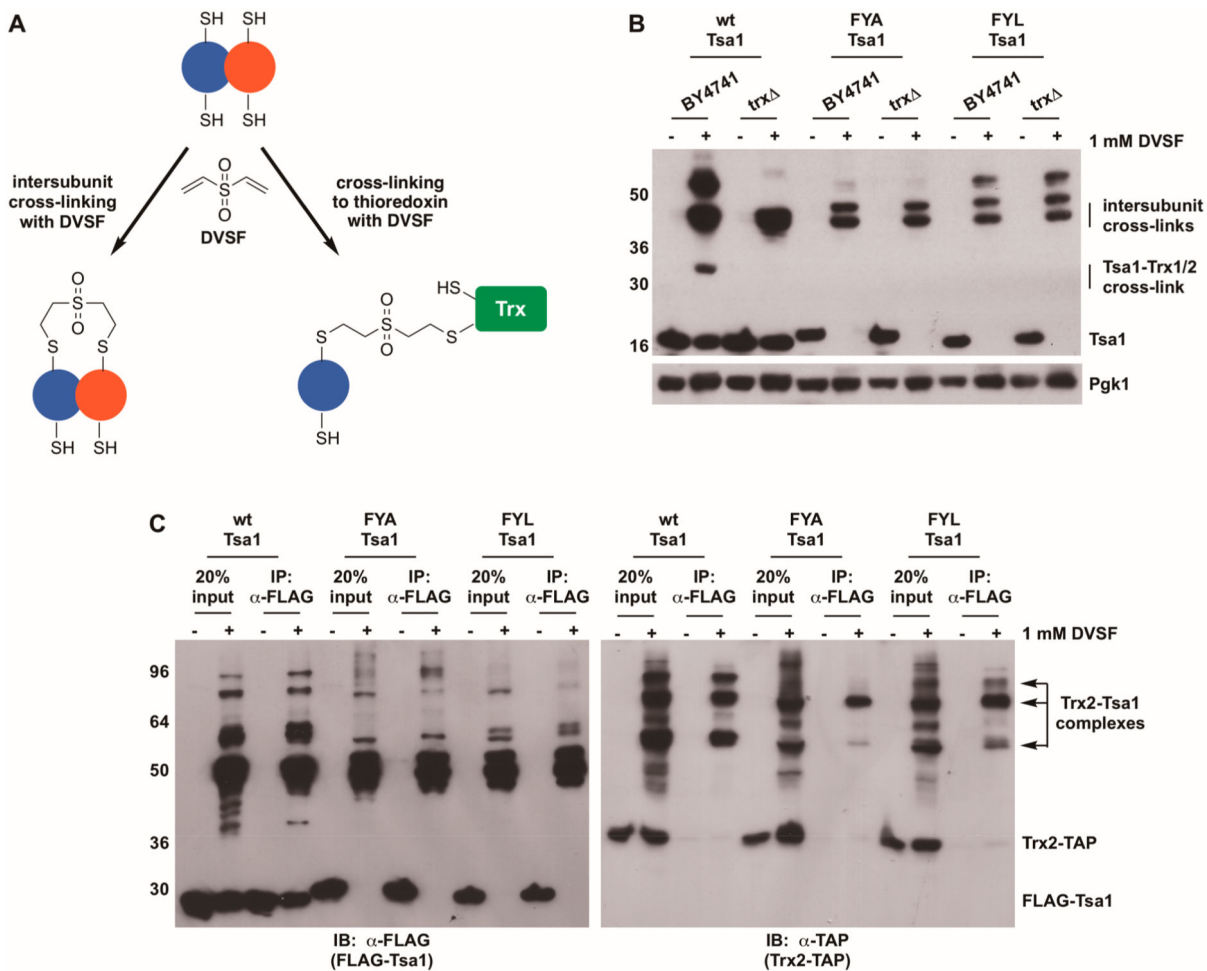 A
SH SH
SH SH
intersubunit
cross-linking
with DVSF
O
S
O
DVSF
cross-linking
to thioredoxin
with DVSF
O
S
O
S S
SH SH
HS
Trx
O
S
O
S
S
SH
B
wt
Tsa1
FYA
Tsa1
FYL
Tsa1
BY4741 trxΔ BY4741 trxΔ BY4741 trxΔ
- + - + - + - + - + - + 1 mM DVSF
50
36
30
16
intersubunit
cross-links
Tsa1-Trx1/2
cross-link
Tsa1
Pgk1
C
wt
Tsa1
FYA
Tsa1
FYL
Tsa1
20%
input
IP:
α-FLAG
20%
input
IP:
α-FLAG
20%
input
IP:
α-FLAG
- + - + - + - + - + - +
96
64
50
36
30
IB: α-FLAG
(FLAG-Tsa1)
wt
Tsa1
FYA
Tsa1
FYL
Tsa1
20%
input
IP:
α-FLAG
20%
input
IP:
α-FLAG
20%
input
IP:
α-FLAG
- + - + - + - + - + - + 1 mM DVSF
Trx2-Tsa1
complexes
Trx2-TAP
FLAG-Tsa1
IB: α-TAP
(Trx2-TAP)